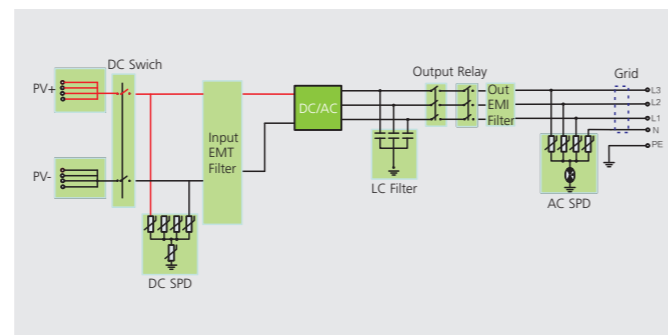 DC Swich
PV+
PV-
Input
EMT
Filter
DC SPD
DC/AC
LC Filter
Output Relay
Out
EMI
Filter
Grid
L3
L2
L1
N
PE
AC SPD